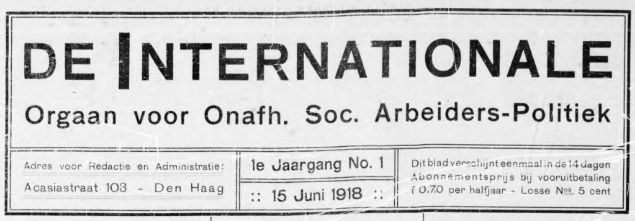 DE INTERNATIONALE
Orgaan voor Onafh. Soc. Arbeiders-Politiek
Adres voor Redactie en Administratie:
Acasiastraat 103 - Den Haag
1e Jaargang No. 1
:: 15 Juni 1918 ::
Dit blad verschijnt eenmaal in de 14 dagen
Abonnementsprijs bij vooruitbetaling
f 0.70 per halfjaar - Losse Nos. 5 cent